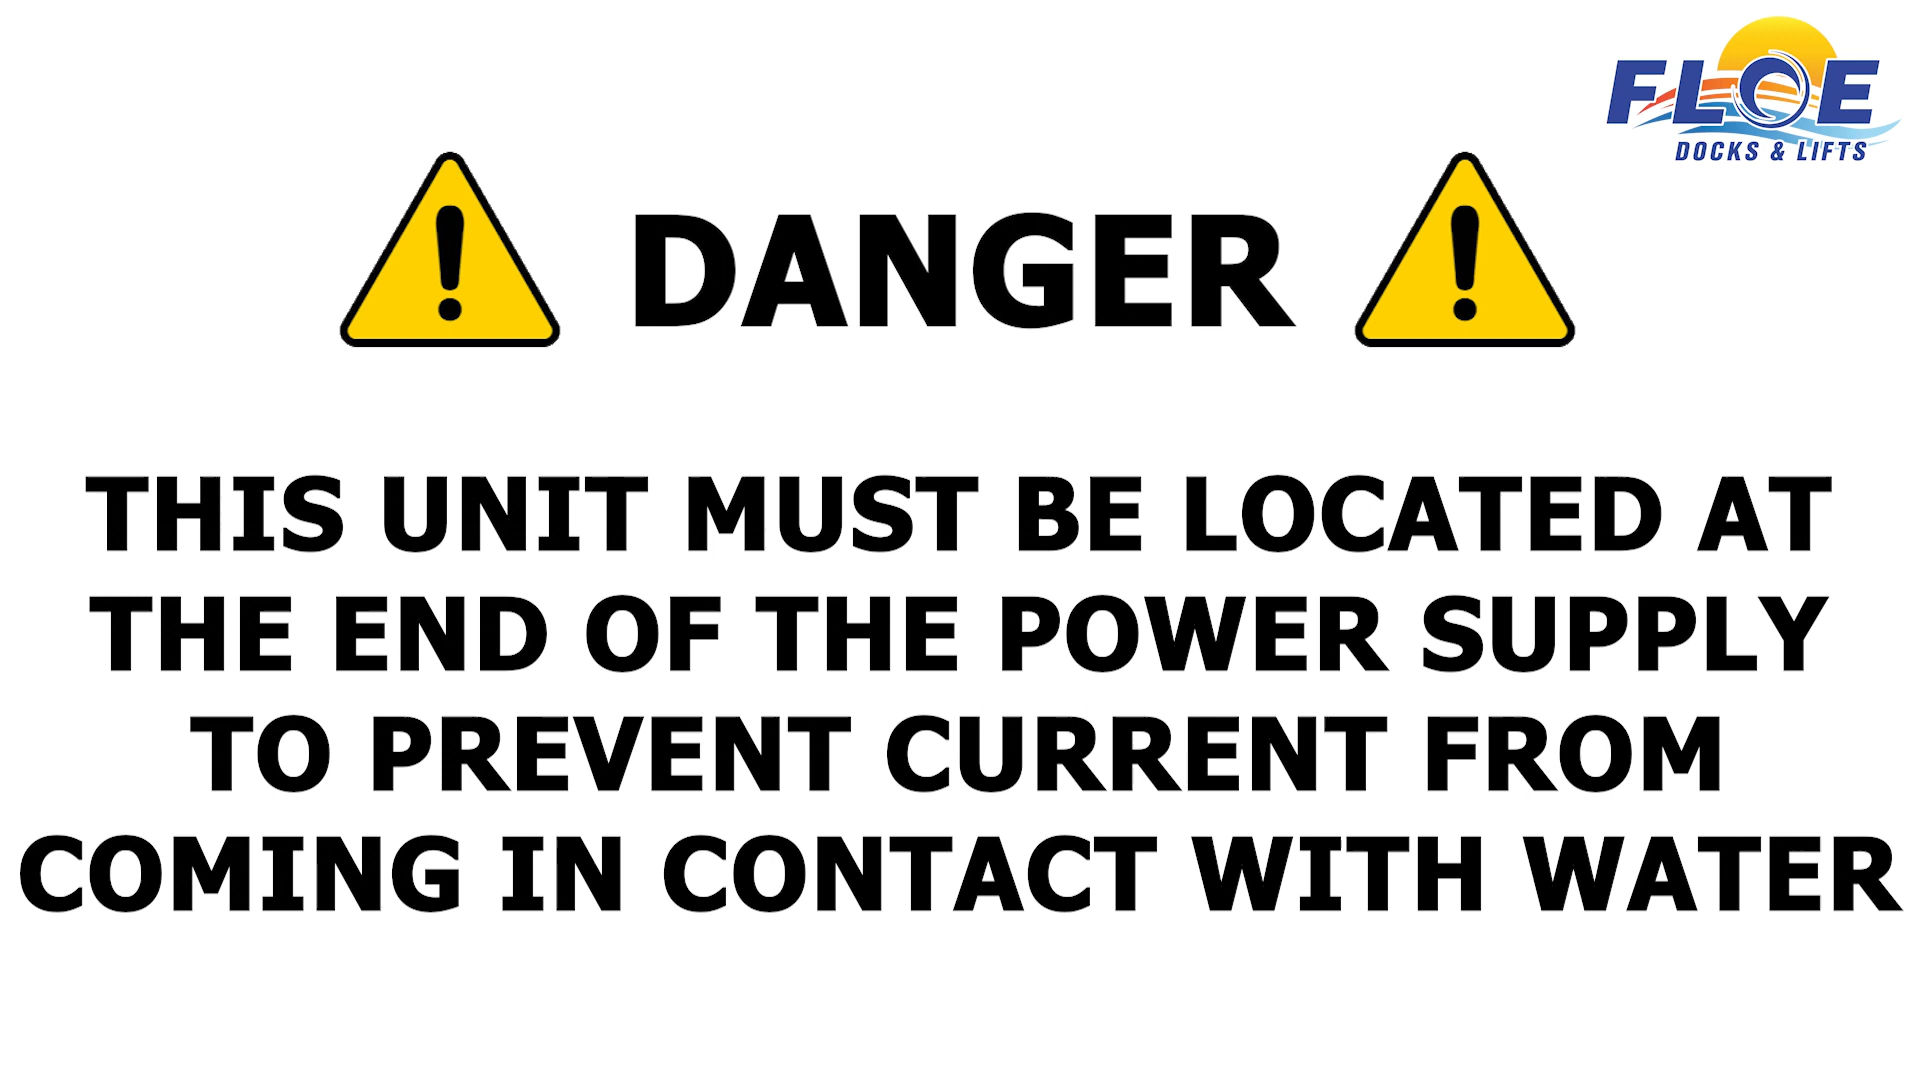 FLOE
DOCKS & LIFTS
DANGER
THIS UNIT MUST BE LOCATED AT
THE END OF THE POWER SUPPLY
TO PREVENT CURRENT FROM
COMING IN CONTACT WITH WATER